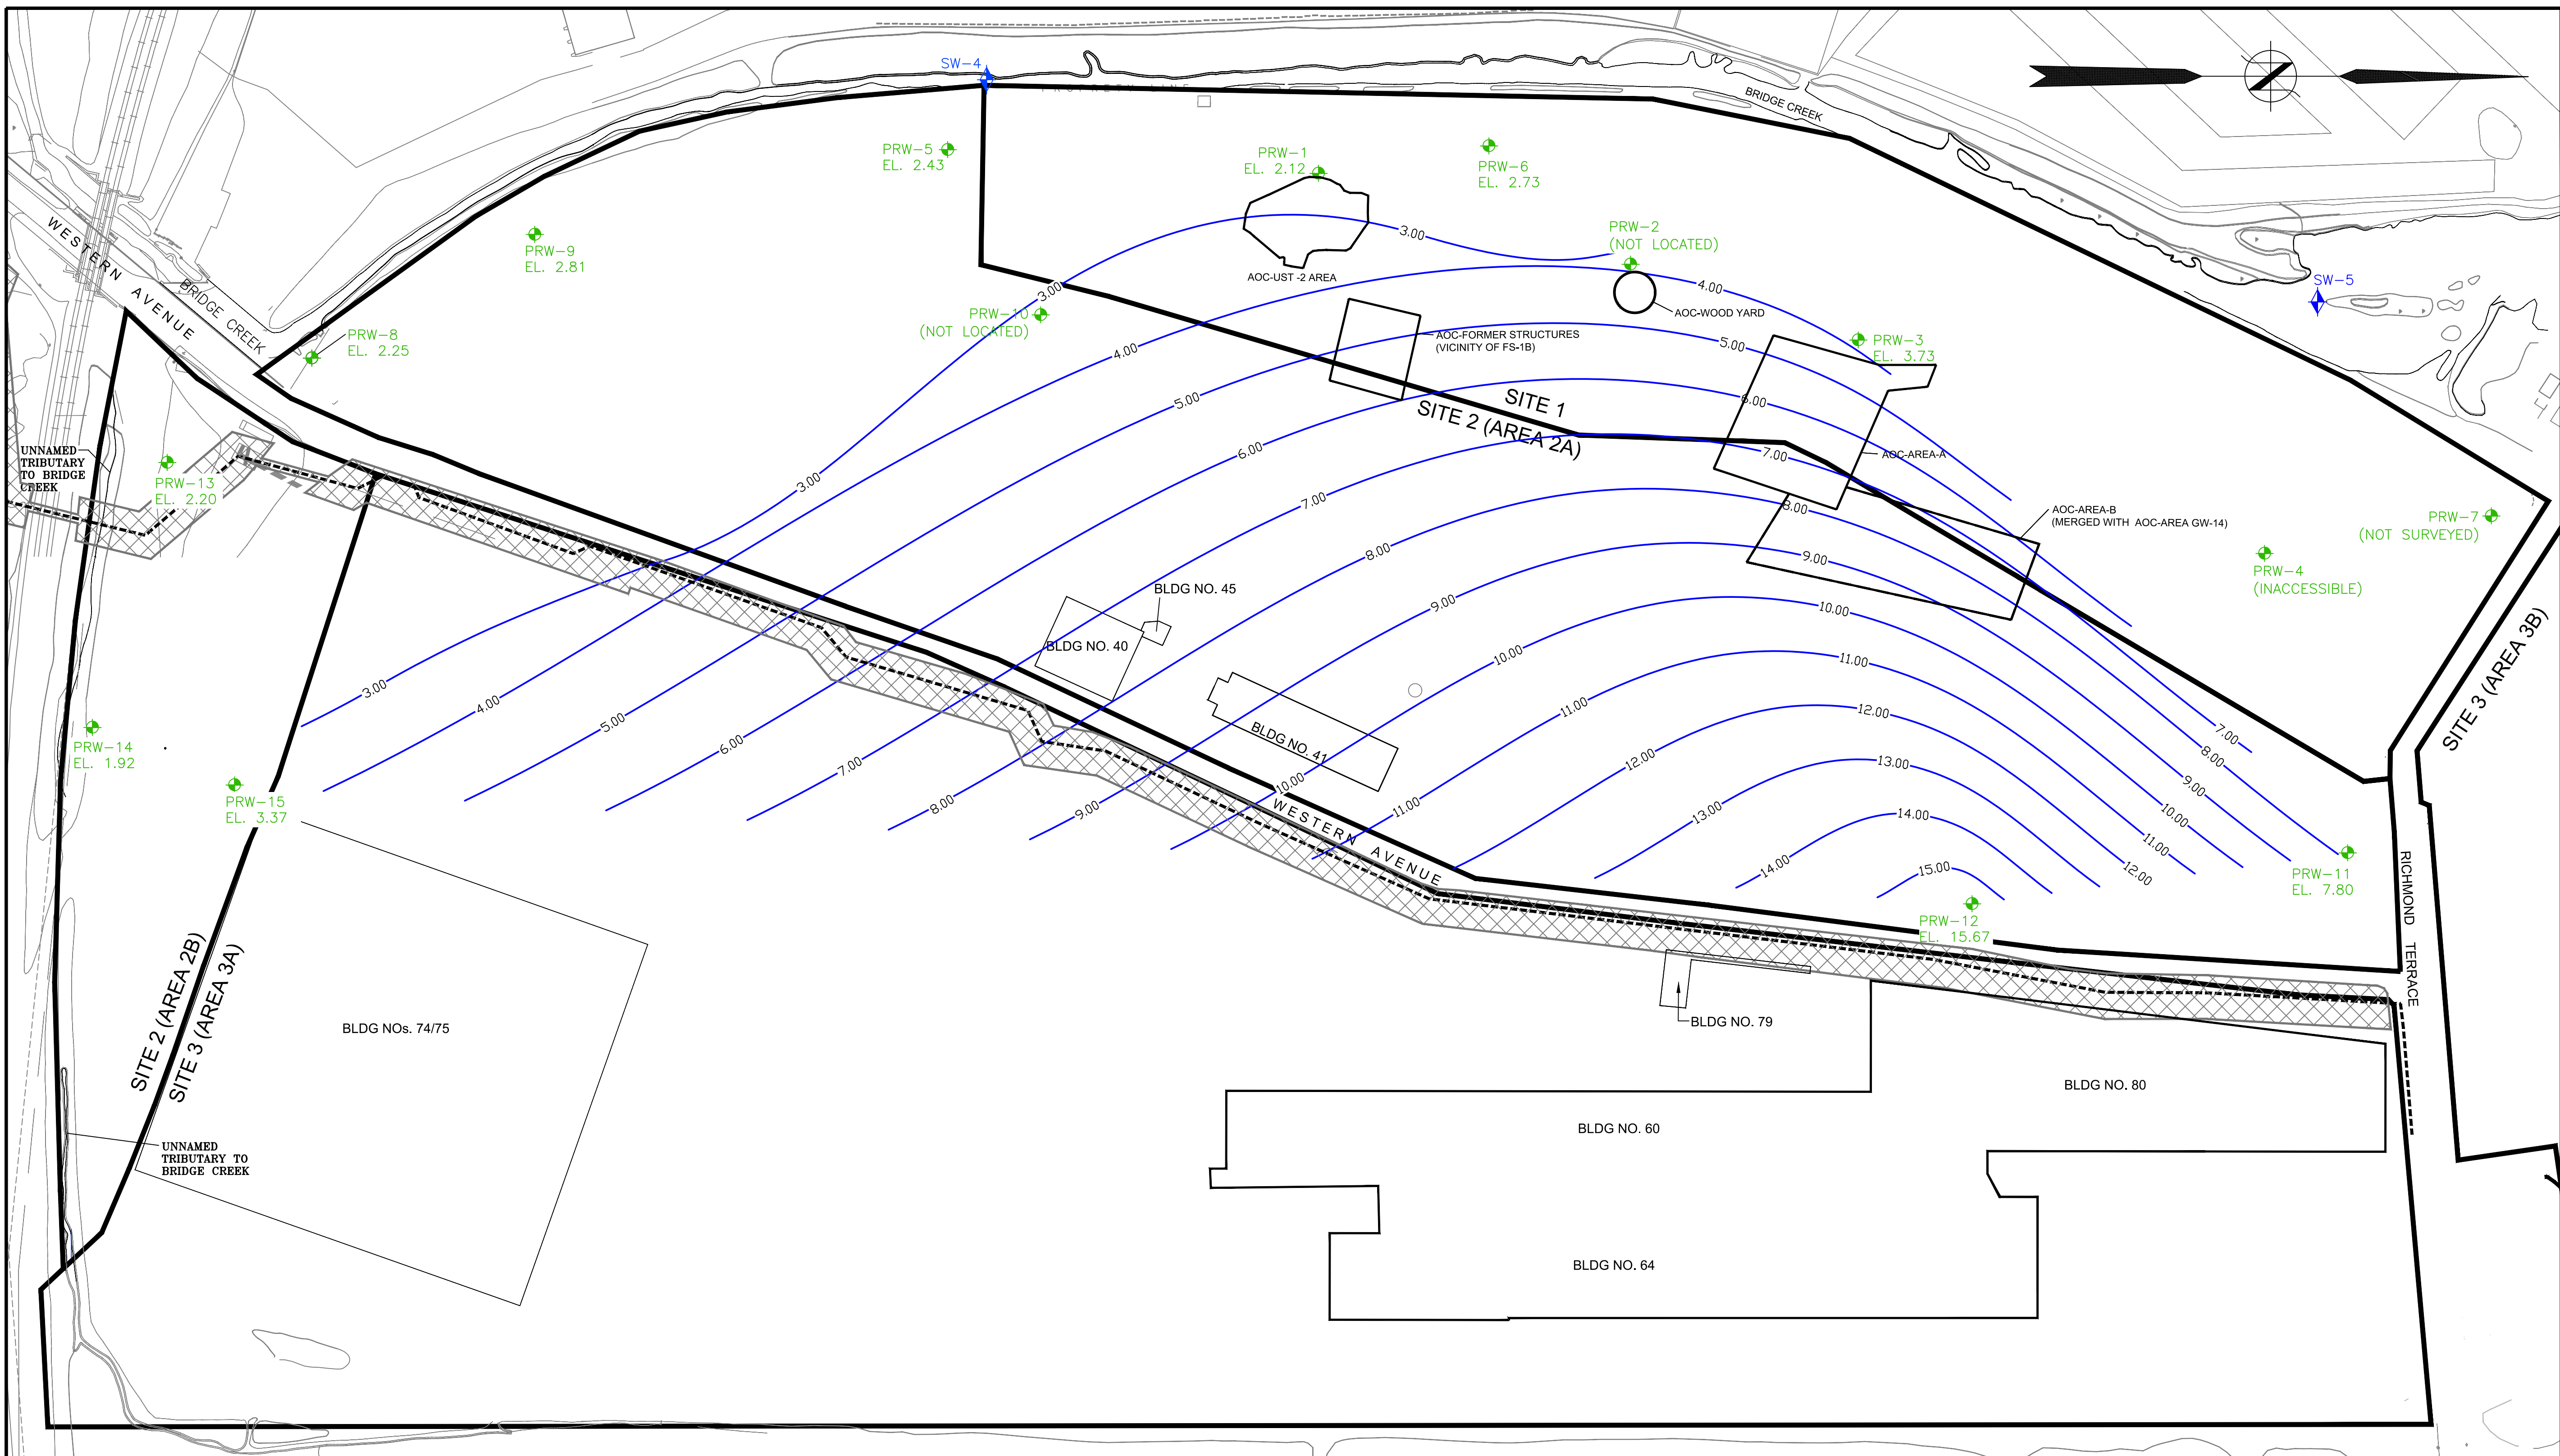 SW-4
PROPERTY LINE
BRIDGE CREEK
PRW-5
EL. 2.43
PRW-1
EL. 2.12
PRW-6
EL. 2.73
WESTERN AVENUE
PRW-9
EL. 2.81
3.00
PRW-2
(NOT LOCATED)
AOC-UST -2 AREA
SW-5
BRIDGE CREEK
3.00
4.00
PRW-10
(NOT LOCATED)
AOC-WOOD YARD
PRW-8
EL. 2.25
4.00
AOC-FORMER STRUCTURES
(VICINITY OF FS-1B)
5.00
PRW-3
EL. 3.73
5.00
SITE 1
SITE 2 (AREA 2A)
6.00
UNNAMED
TRIBUTARY
TO BRIDGE
CREEK
6.00
7.00
AOC-AREA-A
PRW-13
EL. 2.20
3.00
7.00
8.00
AOC-AREA-B
(MERGED WITH AOC-AREA GW-14)
PRW-7
(NOT SURVEYED)
8.00
9.00
PRW-4
(INACCESSIBLE)
BLDG NO. 45
9.00
10.00
BLDG NO. 40
10.00
11.00
SITE 3 (AREA 3B)
3.00
4.00
5.00
6.00
7.00
8.00
9.00
10.00
11.00
11.00
12.00
12.00
13.00
13.00
14.00
14.00
15.00
7.00
8.00
9.00
10.00
11.00
12.00
BLDG NO. 41
WESTERN AVENUE
PRW-14
EL. 1.92
PRW-15
EL. 3.37
PRW-11
EL. 7.80
PRW-12
EL. 15.67
RICHMOND TERRACE
SITE 2 (AREA 2B)
SITE 3 (AREA 3A)
BLDG NOs. 74/75
BLDG NO. 79
BLDG NO. 80
BLDG NO. 60
UNNAMED
TRIBUTARY TO
BRIDGE CREEK
BLDG NO. 64